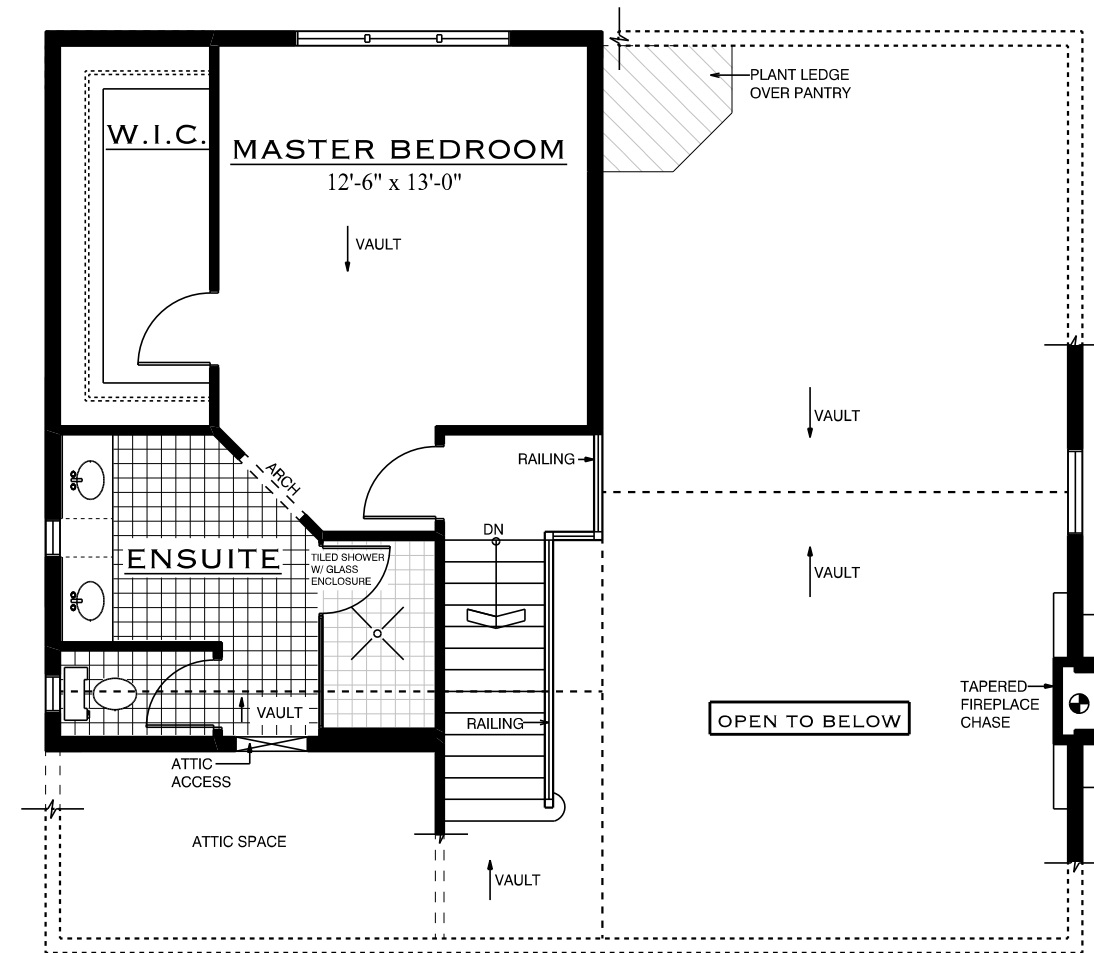 PLANT LEDGE
OVER PANTRY
W.I.C.
MASTER BEDROOM
12'-6" x 13'-0"
VAULT
VAULT
RAILING
ARCH
DN
ENSUITE
TILED SHOWER
W/ GLASS
ENCLOSURE
VAULT
TAPERED
FIREPLACE
CHASE
VAULT
RAILING
OPEN TO BELOW
ATTIC
ACCESS
ATTIC SPACE
VAULT